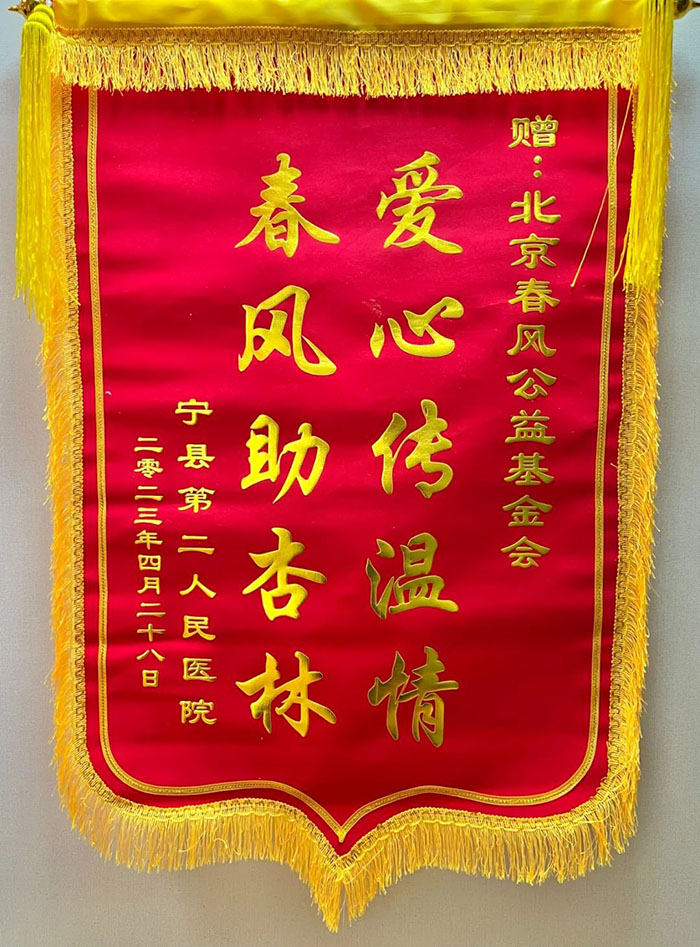 赠:北京春风公益基金会
爱心传温情
春风助杏林
宁县第二人民医院
二零二三年四月二十八日